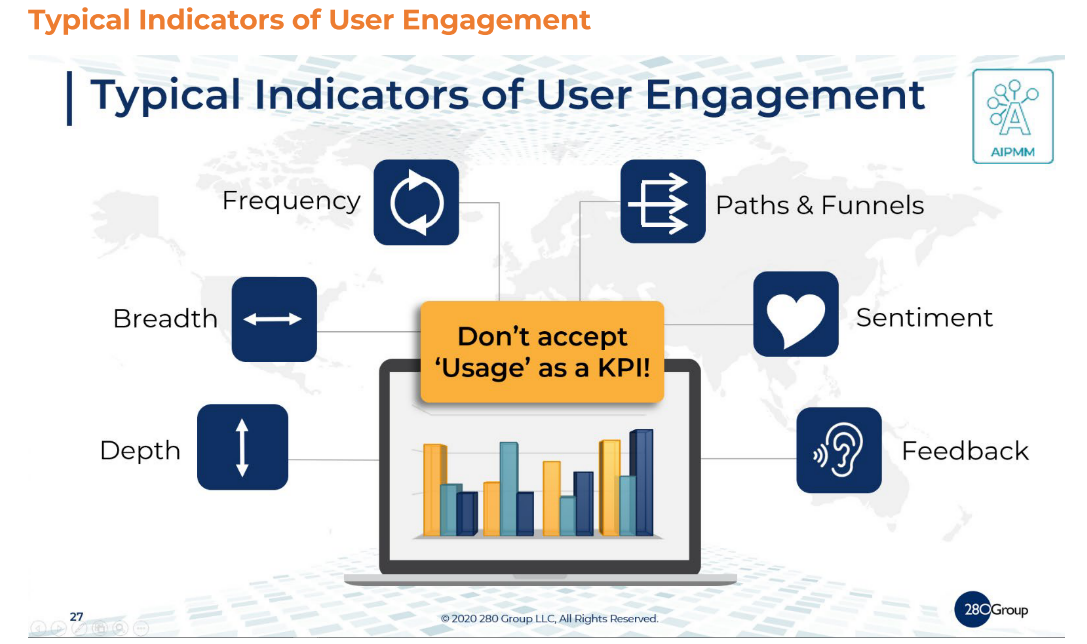 Typical Indicators of User Engagement
Typical Indicators of User Engagement
AIPMM
Frequency
Paths & Funnels
Breadth
Don't accept
'Usage' as a KPI!
Sentiment
Depth
Feedback
27
© 2020 280 Group LLC, All Rights Reserved.
280Group